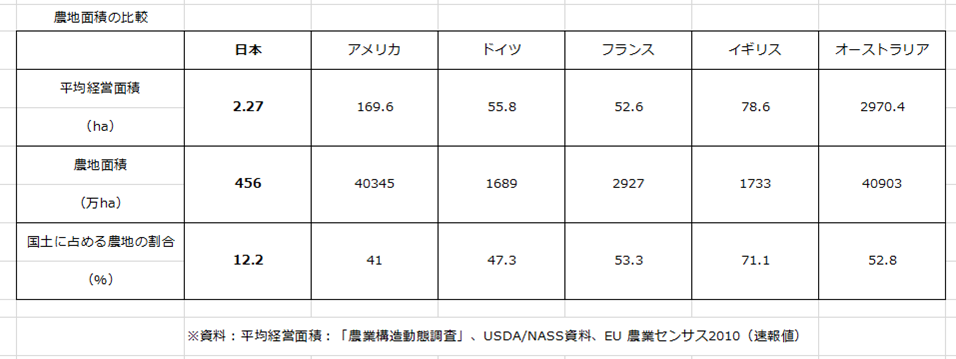 農地面積の比較
日本 アメリカ ドイツ フランス イギリス オーストラリア
平均経営面積
（ha）
2.27 169.6 55.8 52.6 78.6 2970.4
農地面積
（万ha）
456 40345 1689 2927 1733 40903
国土に占める農地の割合
（%）
12.2 41 47.3 53.3 71.1 52.8
※資料：平均経営面積：「農業構造動態調査」、USDA/NASS資料、EU 農業センサス2010（速報値）